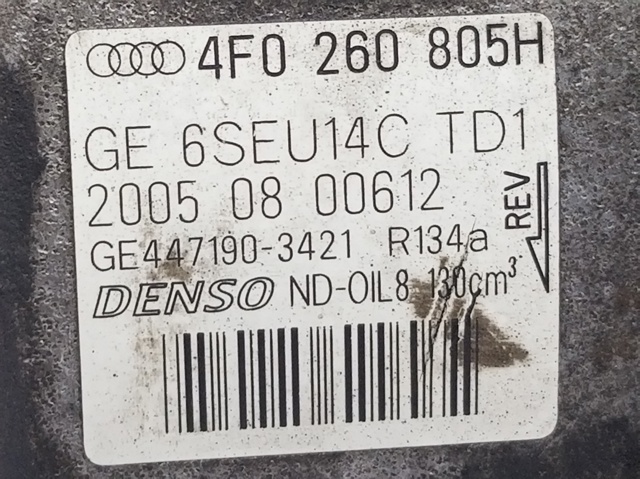 4F0 260 805H
GE 6SEU14C TD1
2005 08 00612
GE447190-3421 R134a
DENSO ND-OIL8 130cm³
REV